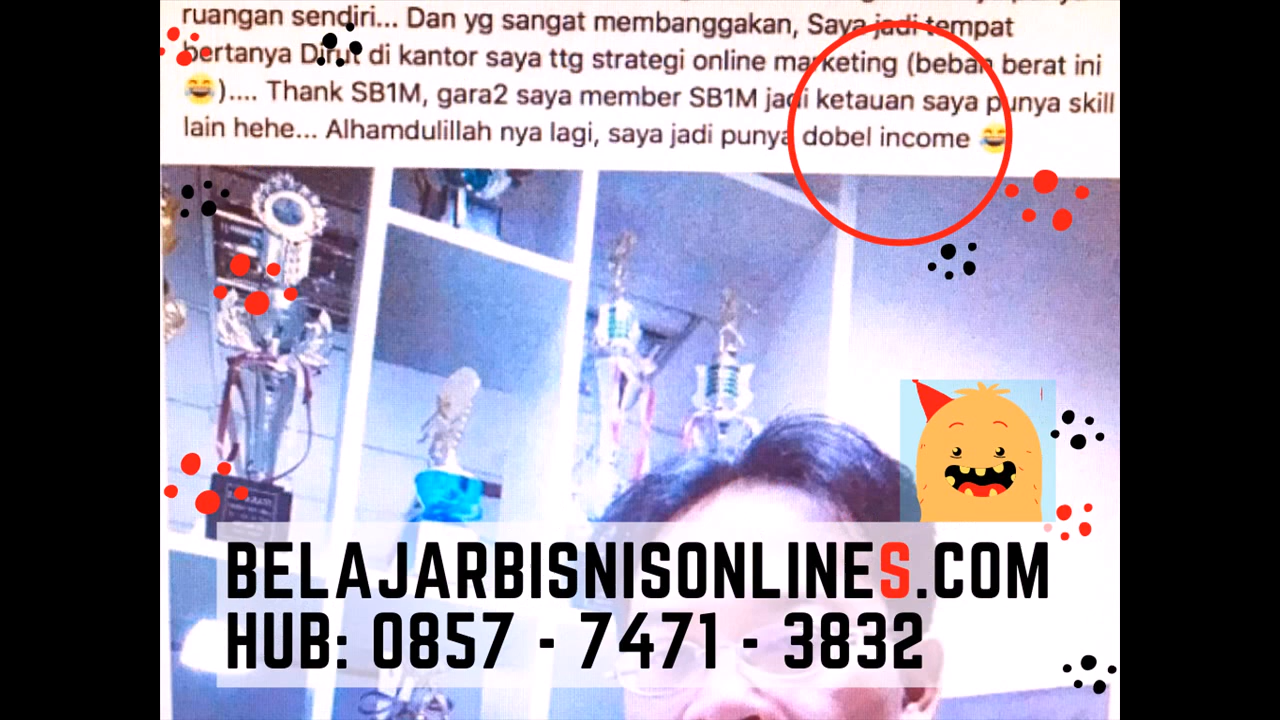 ruangan sendiri... Dan yg sangat membanggakan, Saya jadi tempat
bertanya Dirut di kantor saya ttg strategi online marketing (beban berat ini
😂).... Thank SB1M, gara2 saya member SB1M jadi ketauan saya punya skill
lain hehe... Alhamdulillah nya lagi, saya jadi punya dobel income 😂
BELAJARBISNISONLINES.COM
HUB: 0857 - 7471 - 3832